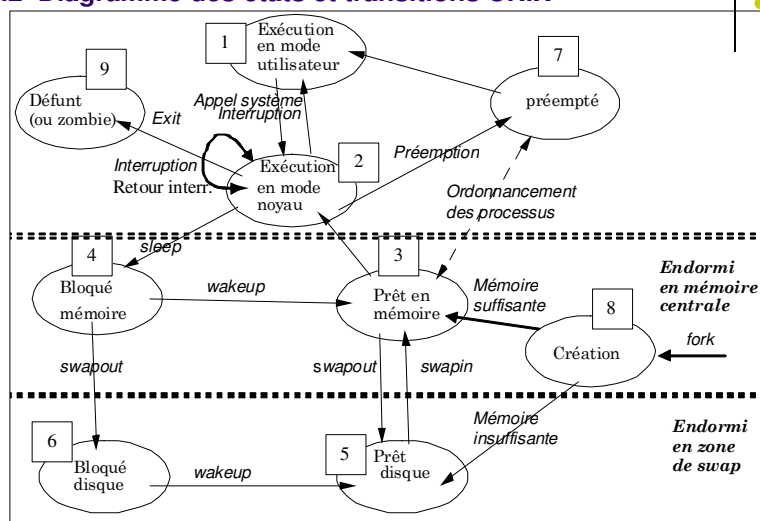 Diagramme des états et transitions UNIX
1
Exécution
en mode
utilisateur
9
Défunt
(ou zombie)
7
préempté
Appel système
Interruption
Exit
Préemption
Interruption
Retour interr.
2
Exécution
en mode
noyau
Ordonnancement
des processus
sleep
4
Bloqué
mémoire
wakeup
3
Prêt en
mémoire
Mémoire
suffisante
Endormi
en mémoire
centrale
8
Création
fork
swapout
swapout
swapin
6
Bloqué
disque
wakeup
5
Prêt
disque
Mémoire
insuffisante
Endormi
en zone
de swap